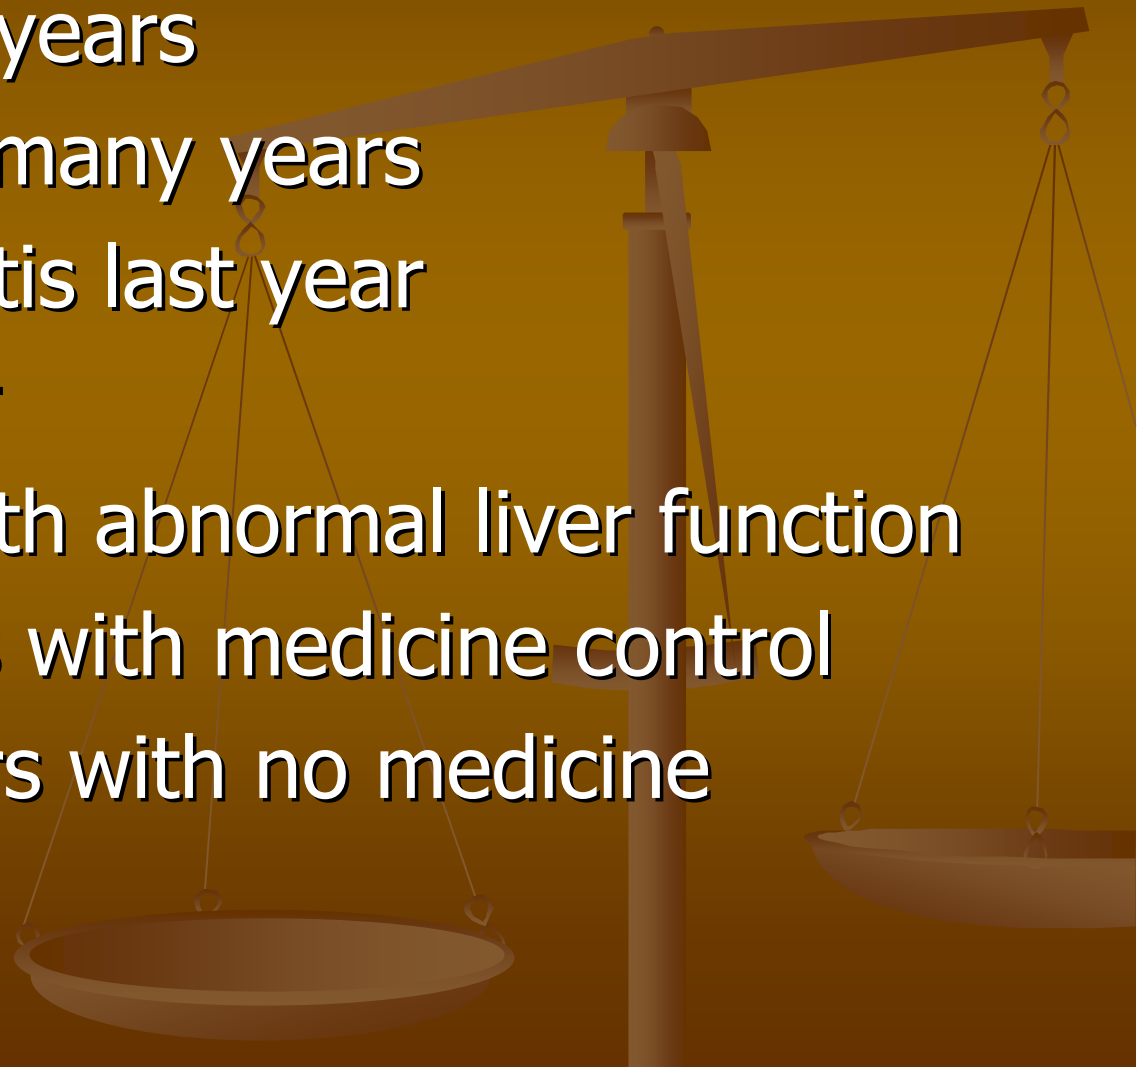 years
many years
tis last year
th abnormal liver function
with medicine control
rs with no medicine